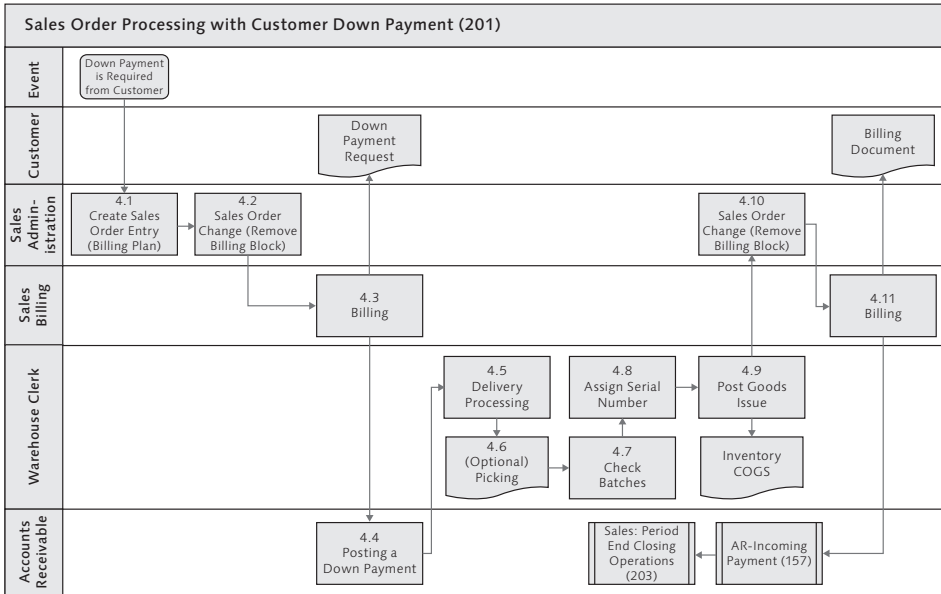 Sales Order Processing with Customer Down Payment (201)
Event
Down Payment
is Required
from Customer
Customer
Down
Payment
Request
Billing
Document
Sales
Admin-
istration
4.1
Create Sales
Order Entry
(Billing Plan)
4.2
Sales Order
Change (Remove
Billing Block)
4.10
Sales Order
Change (Remove
Billing Block)
Sales
Billing
4.3
Billing
4.11
Billing
Warehouse Clerk
4.5
Delivery
Processing
4.8
Assign Serial
Number
4.9
Post Goods
Issue
4.6
(Optional)
Picking
4.7
Check
Batches
Inventory
COGS
Accounts
Receivable
4.4
Posting a
Down Payment
Sales: Period
End Closing
Operations
(203)
AR-Incoming
Payment (157)